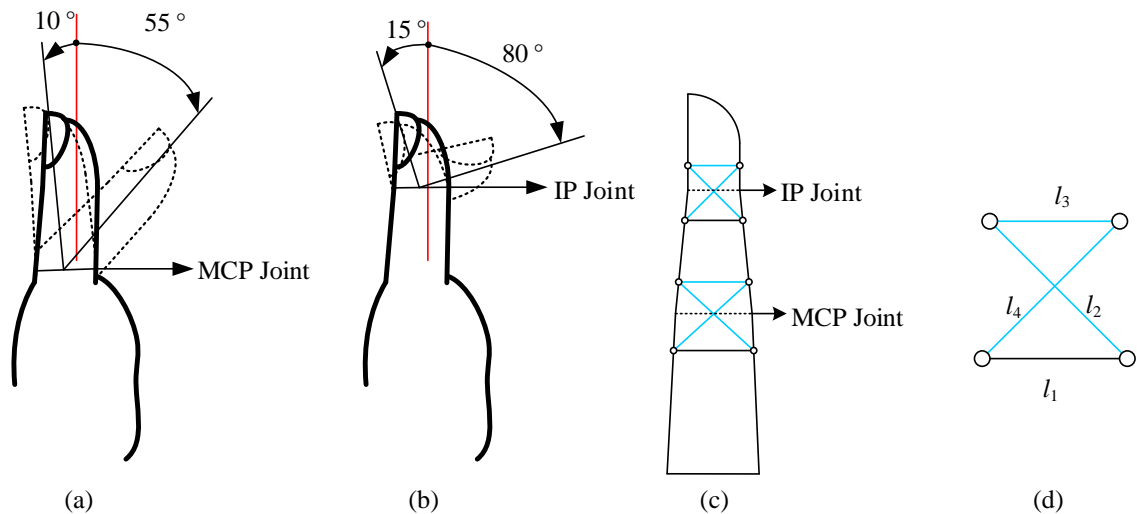 10 °
55 °
MCP Joint
(a)
15 °
80 °
IP Joint
(b)
IP Joint
MCP Joint
(c)
l3
l4
l2
l1
(d)